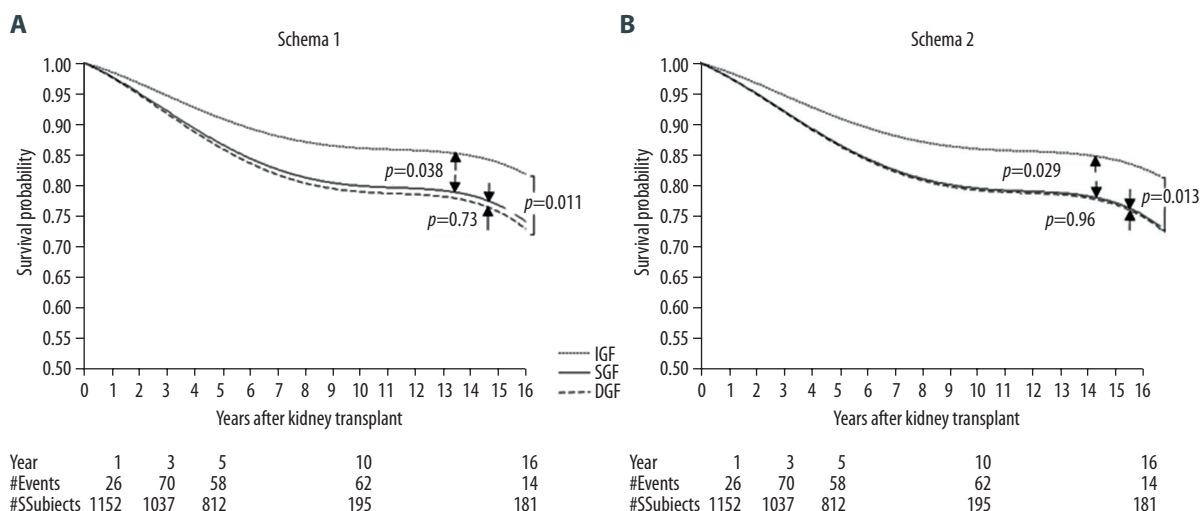 A
Schema 1
1.00
0.95
0.90
0.85
0.80
0.75
0.70
0.65
0.60
0.55
0.50
Survival probability
p=0.038
p=0.73
p=0.011
0 1 2 3 4 5 6 7 8 9 10 11 12 13 14 15 16
Years after kidney transplant
IGF
SGF
DGF
Year 1 3 5 10 16
#Events 26 70 58 62 14
#SSubjects 1152 1037 812 195 181
B
Schema 2
1.00
0.95
0.90
0.85
0.80
0.75
0.70
0.65
0.60
0.55
0.50
Survival probability
p=0.029
p=0.96
p=0.013
0 1 2 3 4 5 6 7 8 9 10 11 12 13 14 15 16
Years after kidney transplant
Year 1 3 5 10 16
#Events 26 70 58 62 14
#SSubjects 1152 1037 812 195 181